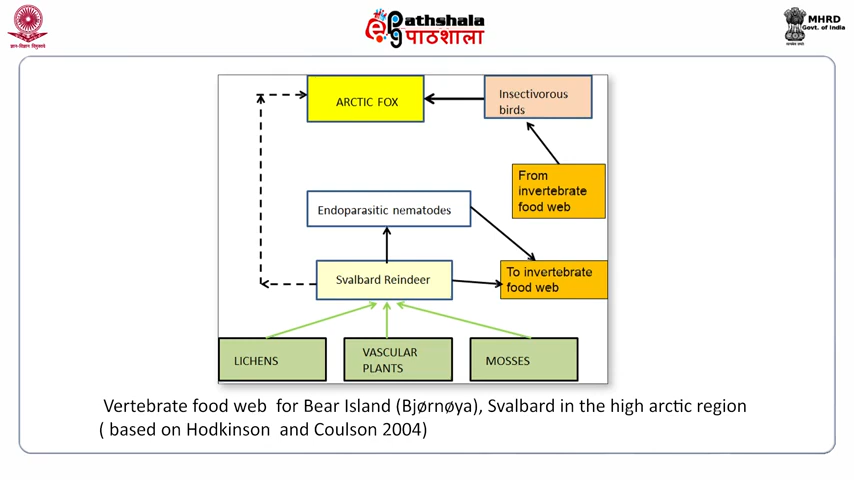 Pathshala
पाठशाला
MHRD
Govt. of India
ARCTIC FOX
Insectivorous
birds
From
invertebrate
food web
Endoparasitic nematodes
Svalbard Reindeer
To invertebrate
food web
LICHENS
VASCULAR
PLANTS
MOSSES
Vertebrate food web for Bear Island (Bjørnøya), Svalbard in the high arctic region
( based on Hodkinson and Coulson 2004)